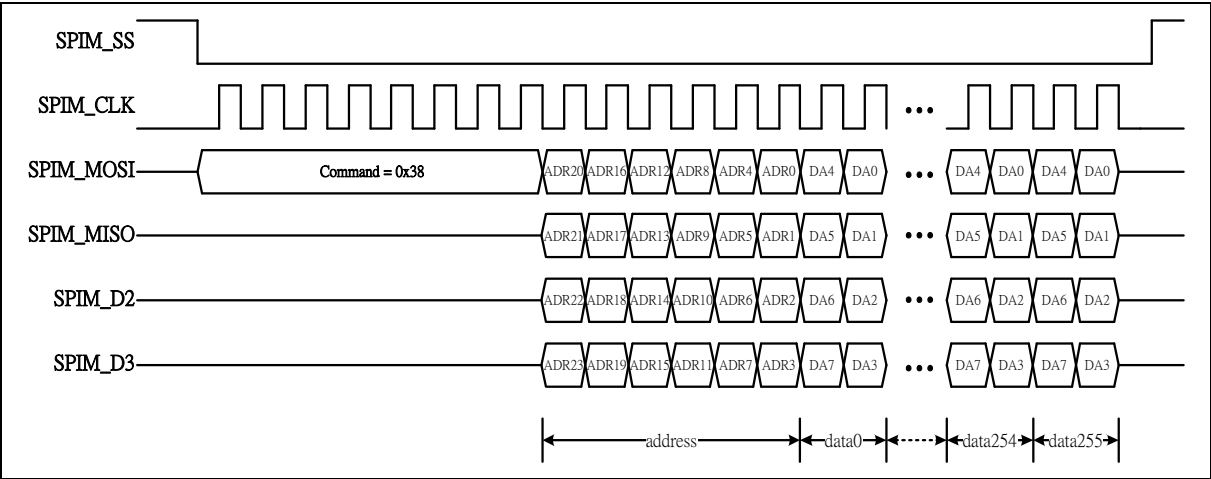 SPIM_SS
SPIM_CLK
SPIM_MOSI Command = 0x38 ADR20 ADR16 ADR12 ADR8 ADR4 ADR0 DA4 DA0 DA4 DA0 DA4 DA0
SPIM_MISO ADR21 ADR17 ADR13 ADR9 ADR5 ADR1 DA5 DA1 DA5 DA1 DA5 DA1
SPIM_D2 ADR22 ADR18 ADR14 ADR10 ADR6 ADR2 DA6 DA2 DA6 DA2 DA6 DA2
SPIM_D3 ADR23 ADR19 ADR15 ADR11 ADR7 ADR3 DA7 DA3 DA7 DA3 DA7 DA3
address data0 data254 data255